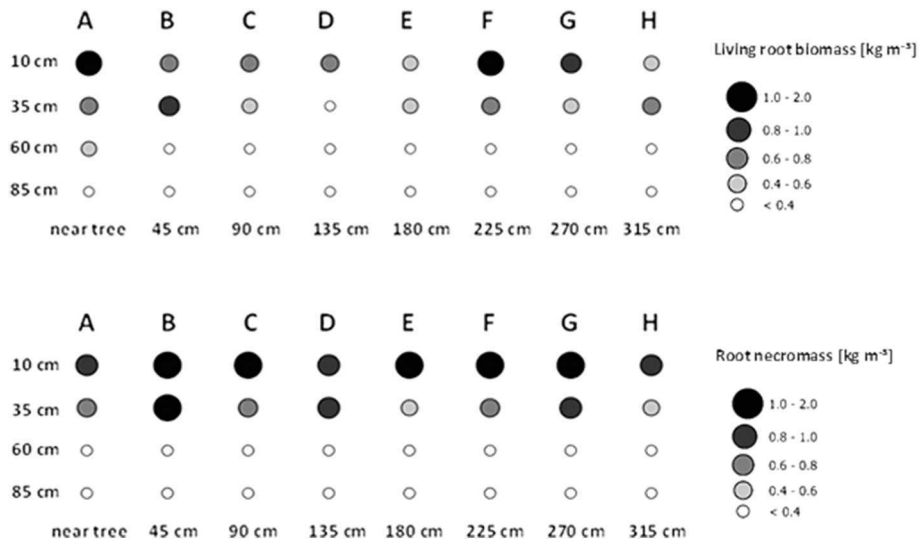 A B C D E F G H
Living root biomass [kg m⁻³]
10 cm
1.0 - 2.0
35 cm
0.8 - 1.0
60 cm
0.6 - 0.8
85 cm
0.4 - 0.6
< 0.4
near tree 45 cm 90 cm 135 cm 180 cm 225 cm 270 cm 315 cm
A B C D E F G H
Root necromass [kg m⁻³]
10 cm
1.0 - 2.0
35 cm
0.8 - 1.0
60 cm
0.6 - 0.8
85 cm
0.4 - 0.6
< 0.4
near tree 45 cm 90 cm 135 cm 180 cm 225 cm 270 cm 315 cm